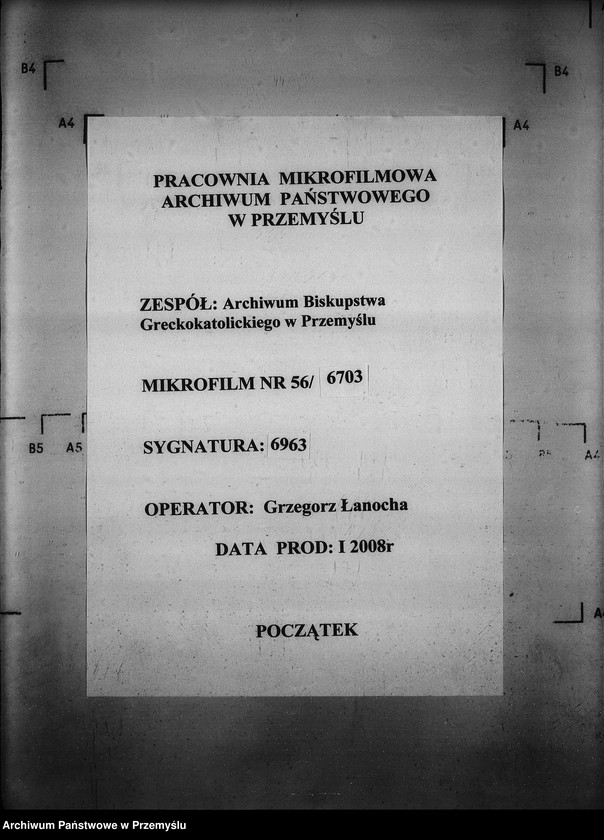 B4
B4
A4
A4
PRACOWNIA MIKROFILMOWA
ARCHIWUM PAŃSTWOWEGO
W PRZEMYŚLU
ZESPÓŁ: Archiwum Biskupstwa
Greckokatolickiego w Przemyślu
MIKROFILM NR 56/ 6703
B5 A5
A4
SYGNATURA: 6963
OPERATOR: Grzegorz Łanocha
DATA PROD: I 2008r
POCZĄTEK
Archiwum Państwowe w Przemyślu